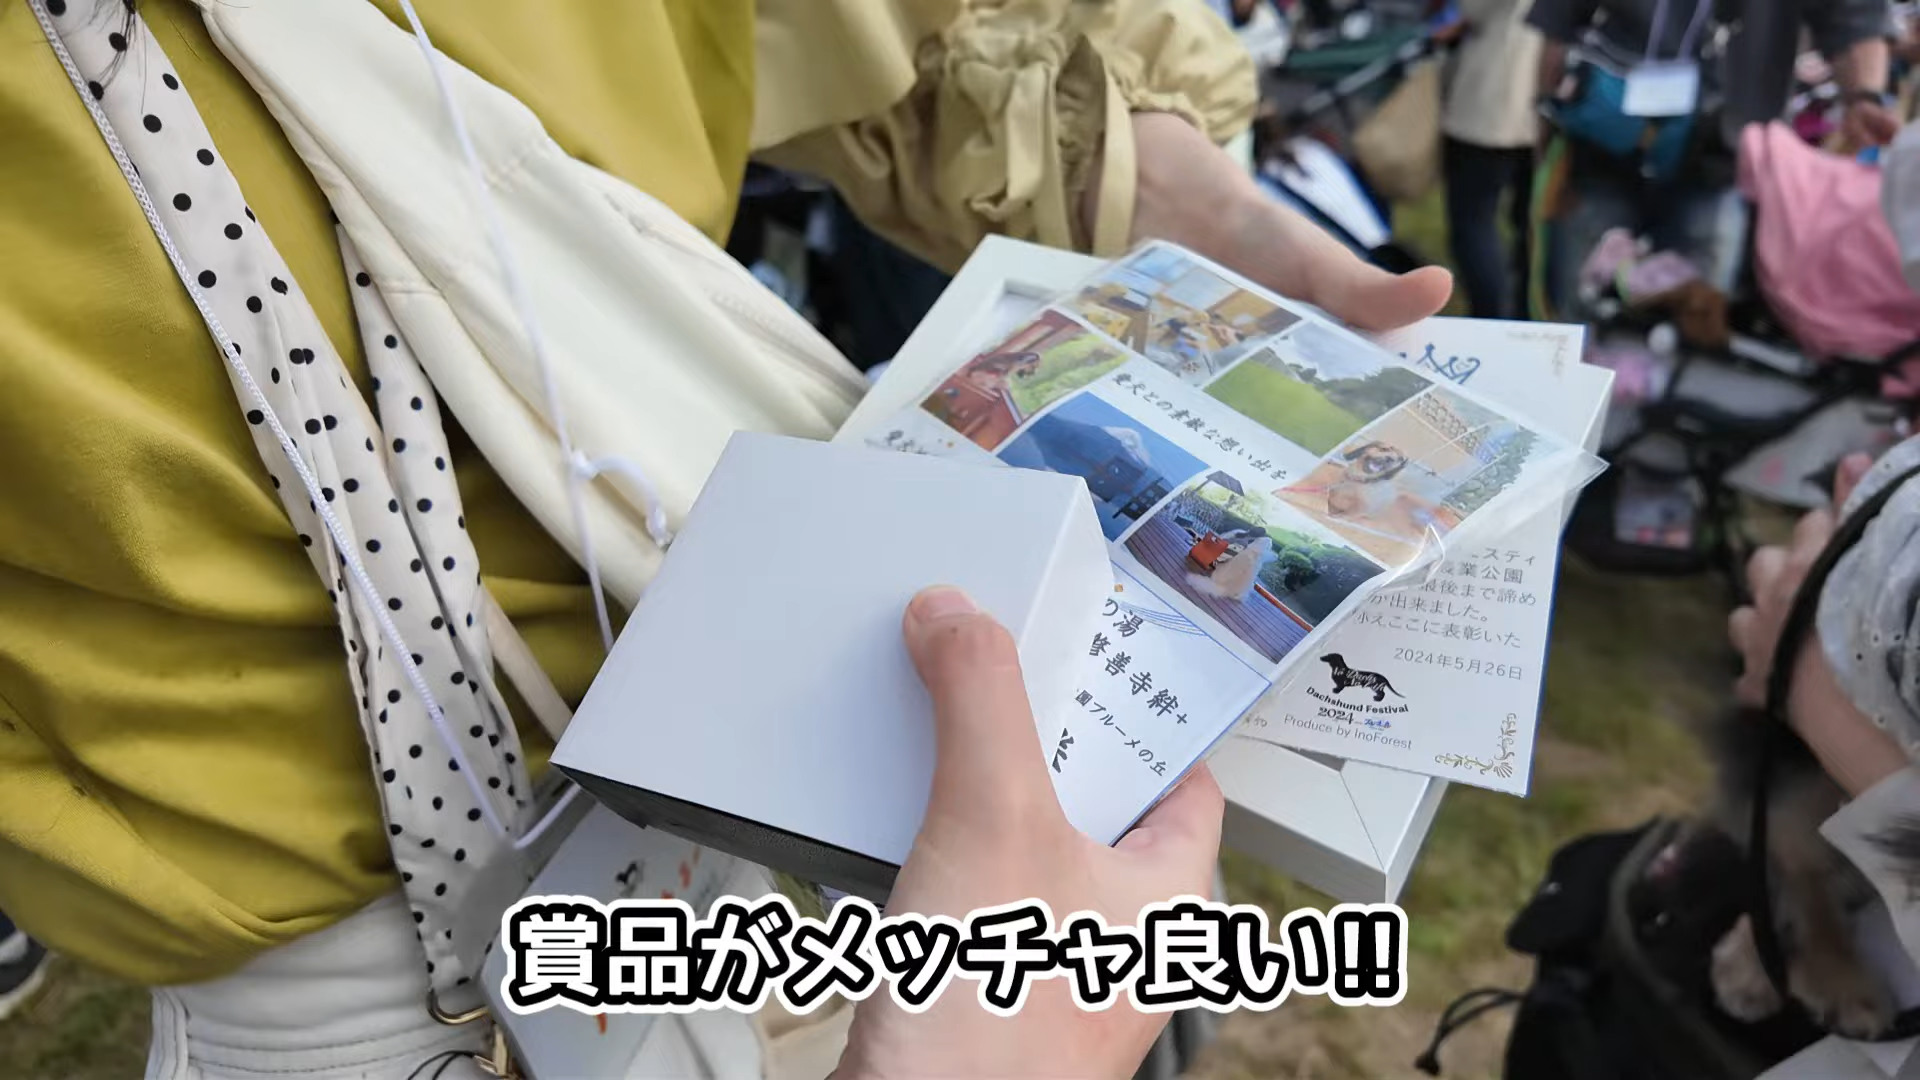 愛犬との素敵な想い出を
の湯
修善寺絆+
園ブルーメの丘
スティ
業公園
最後まで諦め
が出来ました。
えここに表彰いた
2024年5月26日
Dachshund Festival
2024
Produce by InoForest
賞品がメッチャ良い!!